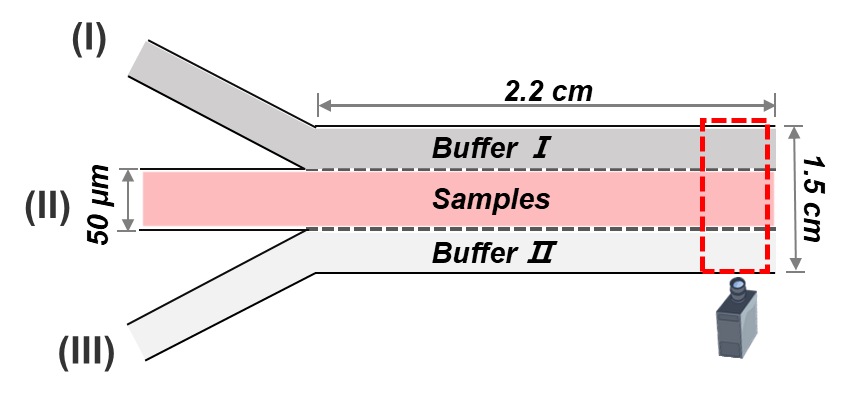 (I)
2.2 cm
Buffer Ⅰ
(II)
50 μm
Samples
1.5 cm
Buffer Ⅱ
(III)